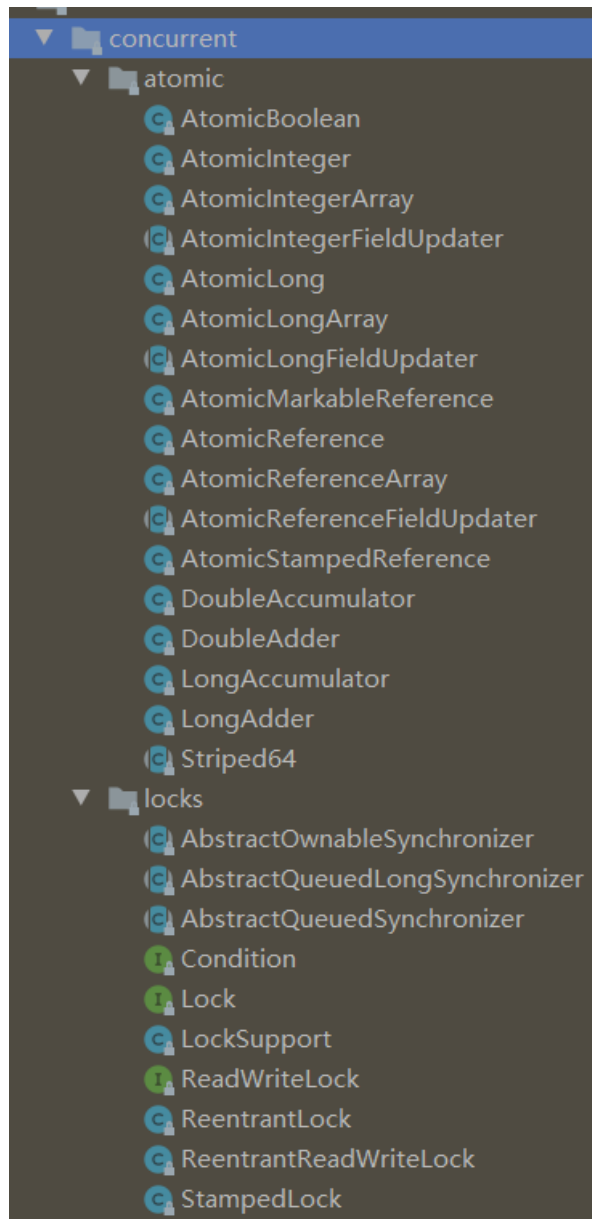 concurrent
atomic
AtomicBoolean
AtomicInteger
AtomicIntegerArray
AtomicIntegerFieldUpdater
AtomicLong
AtomicLongArray
AtomicLongFieldUpdater
AtomicMarkableReference
AtomicReference
AtomicReferenceArray
AtomicReferenceFieldUpdater
AtomicStampedReference
DoubleAccumulator
DoubleAdder
LongAccumulator
LongAdder
Striped64
locks
AbstractOwnableSynchronizer
AbstractQueuedLongSynchronizer
AbstractQueuedSynchronizer
Condition
Lock
LockSupport
ReadWriteLock
ReentrantLock
ReentrantReadWriteLock
StampedLock